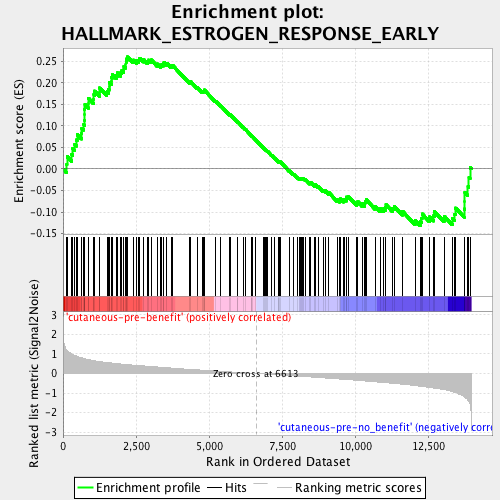 Enrichment plot:
HALLMARK_ESTROGEN_RESPONSE_EARLY
Enrichment score (ES)
0.25
0.20
0.15
0.10
0.05
0.00
-0.05
-0.10
-0.15
'cutaneous-pre-benefit' (positively correlated)
Ranked list metric (Signal2Noise)
3
2
1
0
-1
-2
-3
Zero cross at 6613
'cutaneous-pre-no_benefit' (negatively corre
0
2,500
5,000
7,500
10,000
12,500
Rank in Ordered Dataset
Enrichment profile
Hits
Ranking metric scores